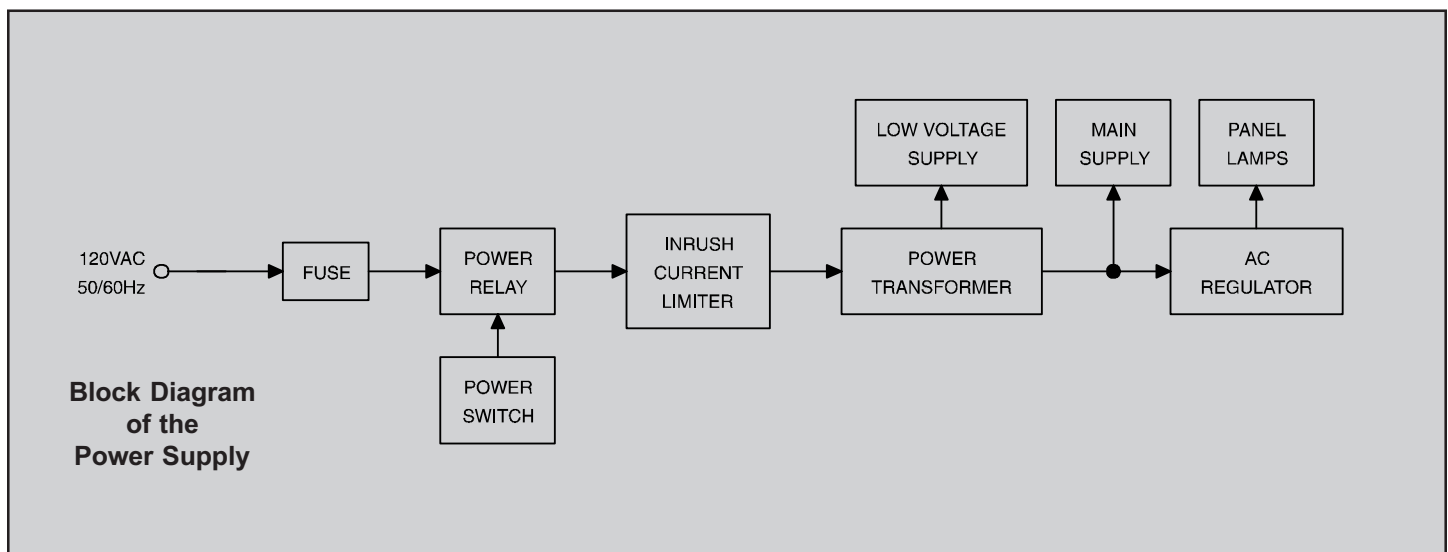 LOW VOLTAGE
SUPPLY
MAIN
SUPPLY
PANEL
LAMPS
120VAC
50/60Hz
FUSE
POWER
RELAY
INRUSH
CURRENT
LIMITER
POWER
TRANSFORMER
AC
REGULATOR
POWER
SWITCH
Block Diagram
of the
Power Supply